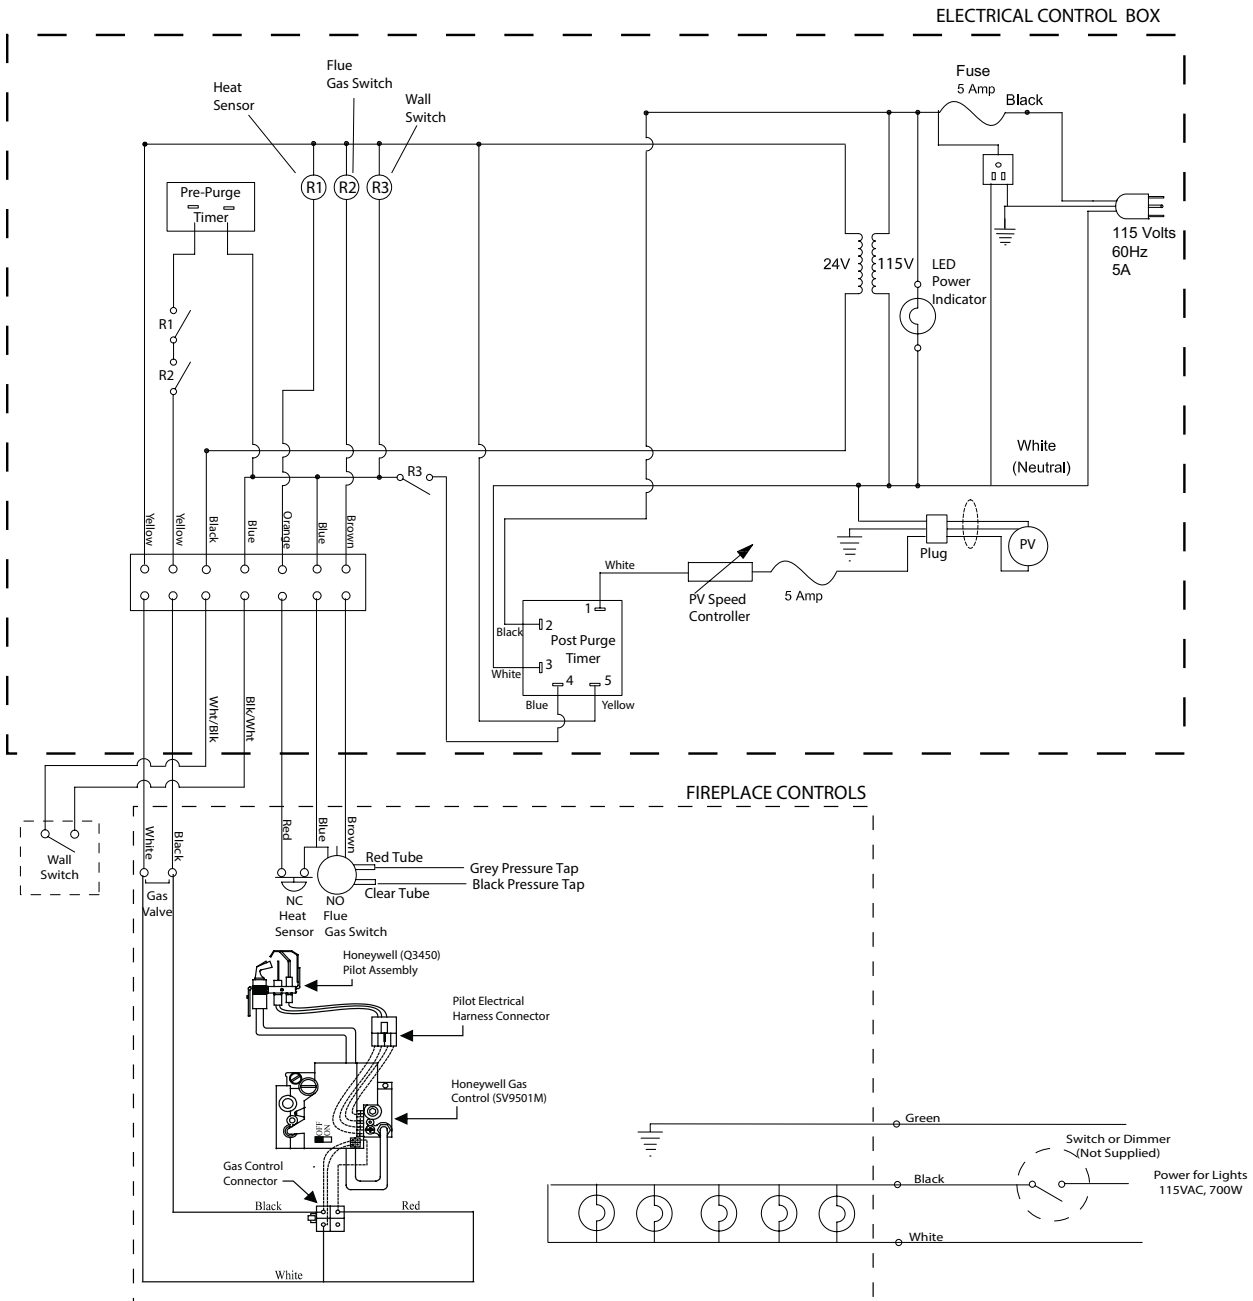 ELECTRICAL CONTROL BOX
Flue
Gas Switch
Heat
Sensor
Wall
Switch
Fuse
5 Amp
Black
Pre-Purge
Timer
R1
R2
R3
115 Volts
60Hz
5A
24V
115V
LED
Power
Indicator
R1
R2
White
(Neutral)
R3
Yellow
Yellow
Black
Blue
Orange
Blue
Brown
Plug
PV
White
PV Speed
Controller
5 Amp
1
2
Black
Post Purge
Timer
3
White
4
5
Blue
Yellow
Wht/Blk
Blk/Wht
FIREPLACE CONTROLS
Wall
Switch
White
Black
Red
Blue
Brown
Red Tube
Grey Pressure Tap
Black Pressure Tap
Clear Tube
Gas
Valve
NC
Heat
Sensor
NO
Flue
Gas Switch
Honeywell (Q3450)
Pilot Assembly
Pilot Electrical
Harness Connector
Honeywell Gas
Control (SV9501M)
OFF
ON
Gas Control
Connector
Black
Red
White
Green
Switch or Dimmer
(Not Supplied)
Black
Power for Lights
115VAC, 700W
White